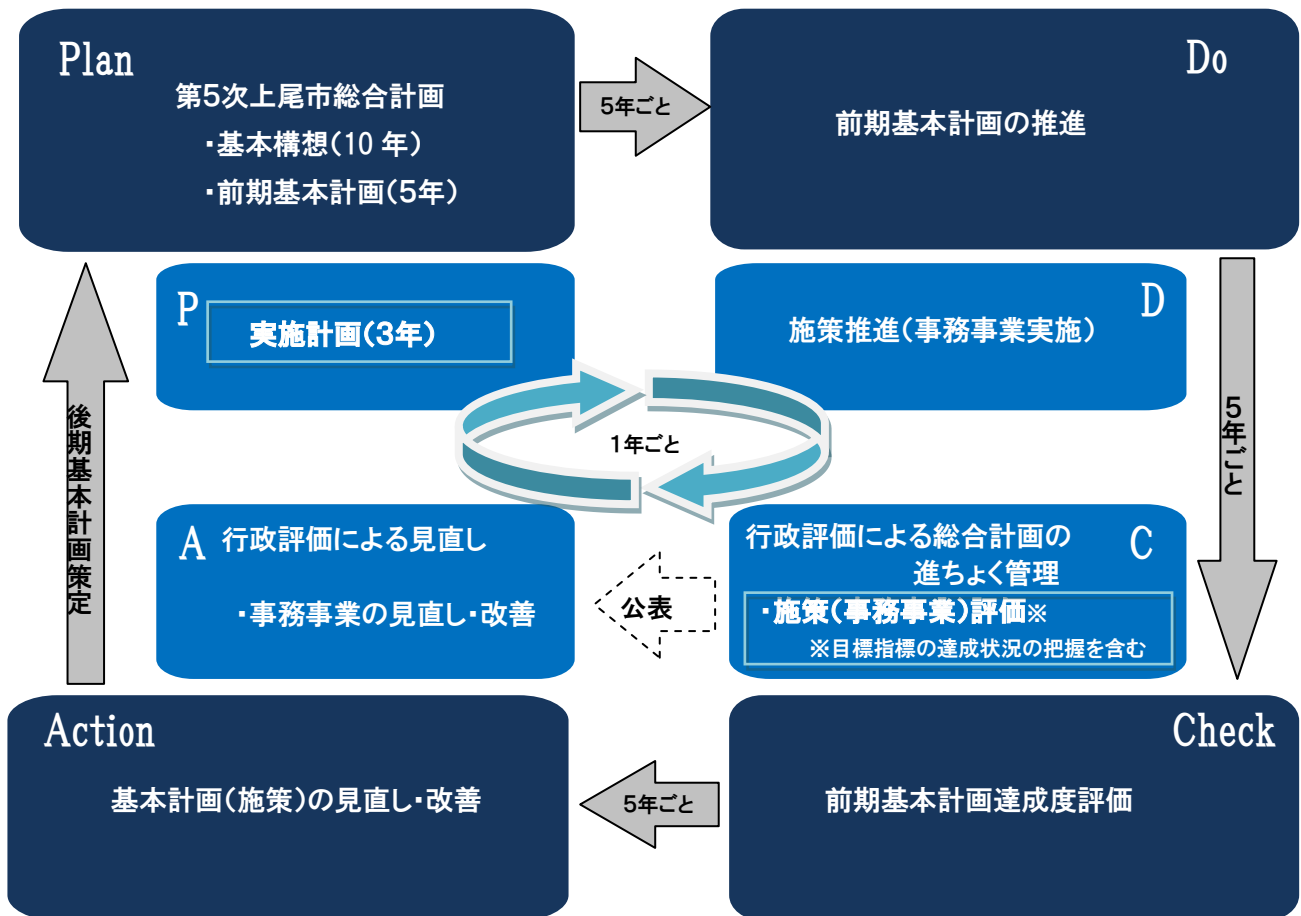 Plan
第5次上尾市総合計画
・基本構想(10年)
・前期基本計画(5年)
5年ごと
Do
前期基本計画の推進
P
実施計画(3年)
D
施策推進(事務事業実施)
1年ごと
後期基本計画策定
5年ごと
A 行政評価による見直し
・事務事業の見直し・改善
公表
行政評価による総合計画の
進ちょく管理
C
・施策(事務事業)評価※
※目標指標の達成状況の把握を含む
Action
基本計画(施策)の見直し・改善
5年ごと
Check
前期基本計画達成度評価